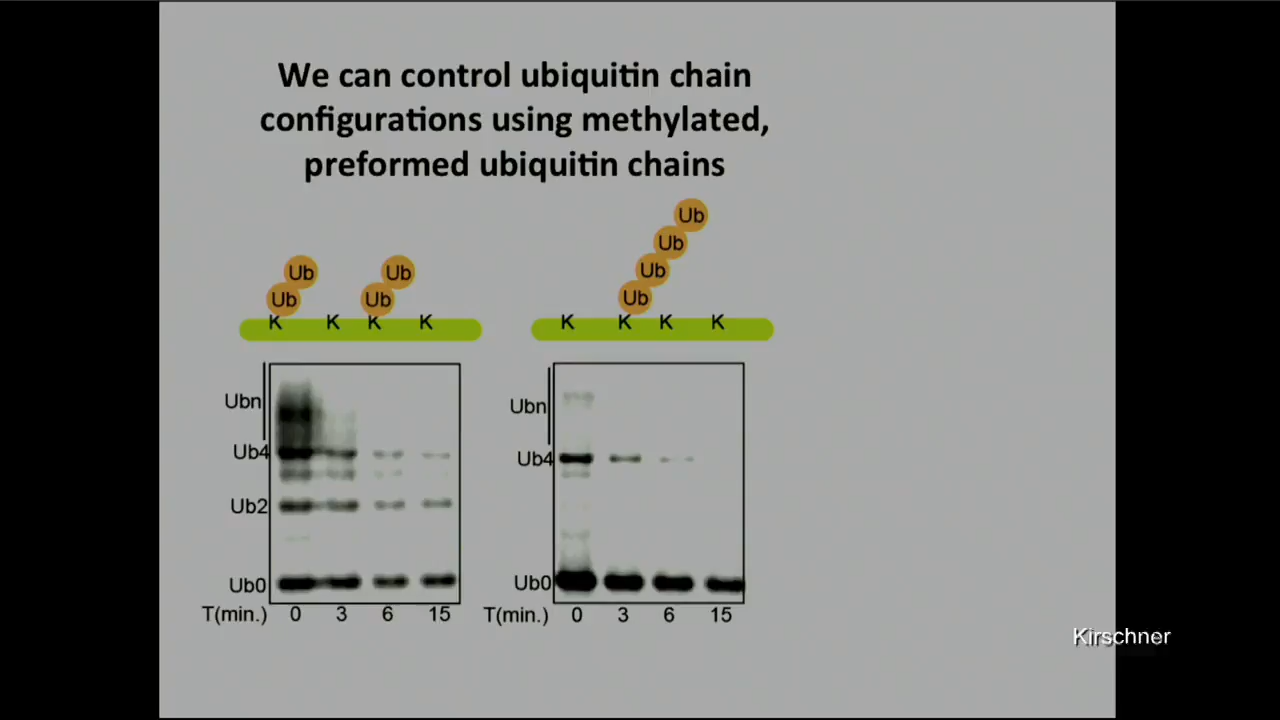 We can control ubiquitin chain
configurations using methylated,
preformed ubiquitin chains
Ub
Ub
Ub
Ub
K K K K
Ub
Ub
Ub
Ub
K K K K
Ubn
Ub4
Ub2
Ub0
T(min.) 0 3 6 15
Ubn
Ub4
Ub0
T(min.) 0 3 6 15
Kirschner